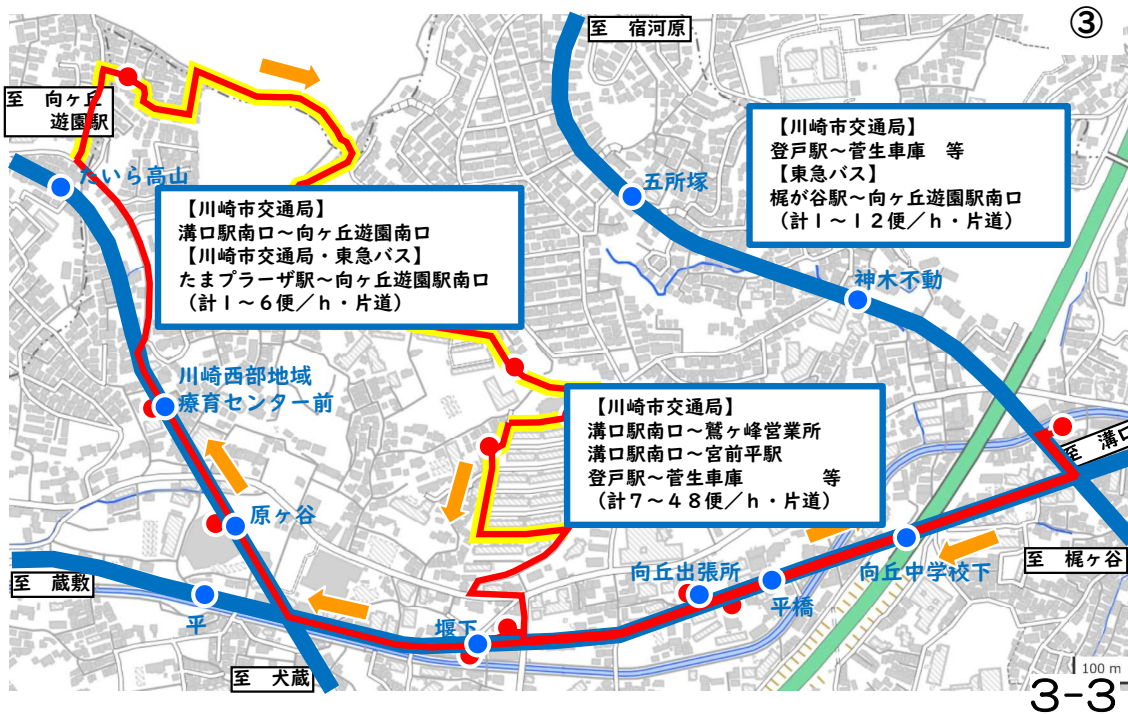 ③
至 宿河原
至 向ヶ丘
遊園駅
たいら高山
【川崎市交通局】
登戸駅～菅生車庫 等
【東急バス】
梶が谷駅～向ヶ丘遊園駅南口
(計１～１２便／ｈ・片道)
五所塚
【川崎市交通局】
溝口駅南口～向ヶ丘遊園南口
【川崎市交通局・東急バス】
たまプラーザ駅～向ヶ丘遊園駅南口
(計１～６便／ｈ・片道)
神木不動
川崎西部地域
療育センター前
【川崎市交通局】
溝口駅南口～鷲ヶ峰営業所
溝口駅南口～宮前平駅
登戸駅～菅生車庫 等
(計７～４８便／ｈ・片道)
至 溝口
原ヶ谷
至 蔵敷
平
向丘出張所
平橋
向丘中学校下
至 梶ヶ谷
堰下
至 犬蔵
100 m
3-3